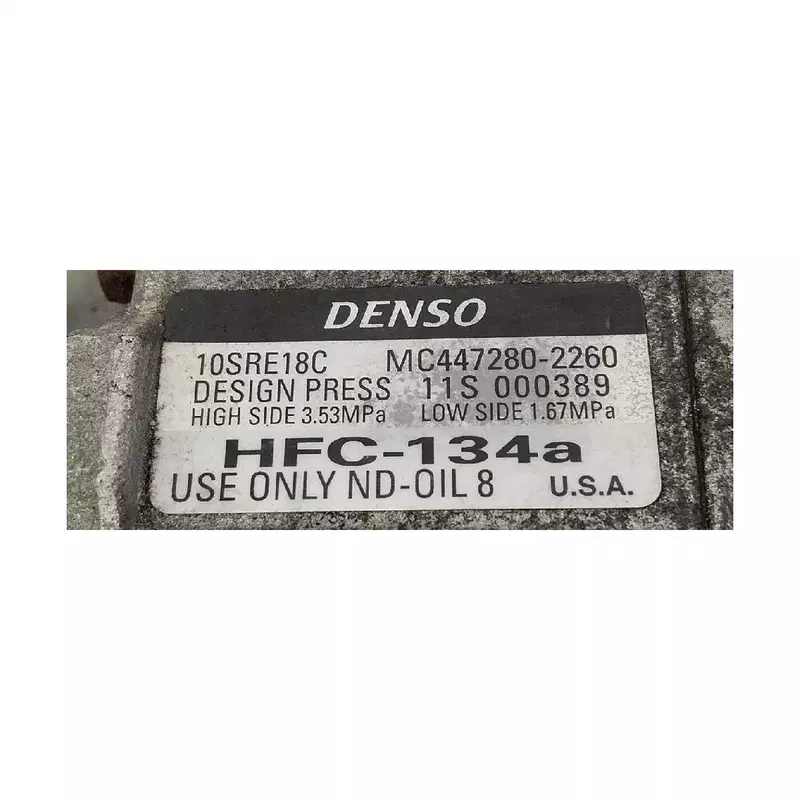 DENSO
10SRE18C MC447280-2260
DESIGN PRESS 11S 000389
HIGH SIDE 3.53MPa LOW SIDE 1.67MPa
HFC-134a
USE ONLY ND-OIL 8 U.S.A.